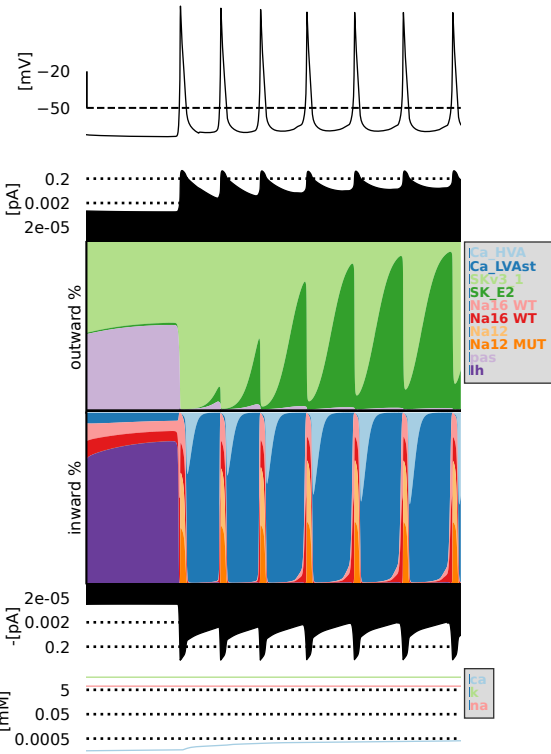 [mV]
−20
−50
[pA]
0.2
0.002
2e-05
outward %
Ca_HVA
Ca_LVAst
SKv3_1
SK_E2
Na16 WT
Na16 WT
Na12
Na12 MUT
pas
Ih
inward %
-[pA]
2e-05
0.002
0.2
[mM]
5
0.05
0.0005
ca
k
na